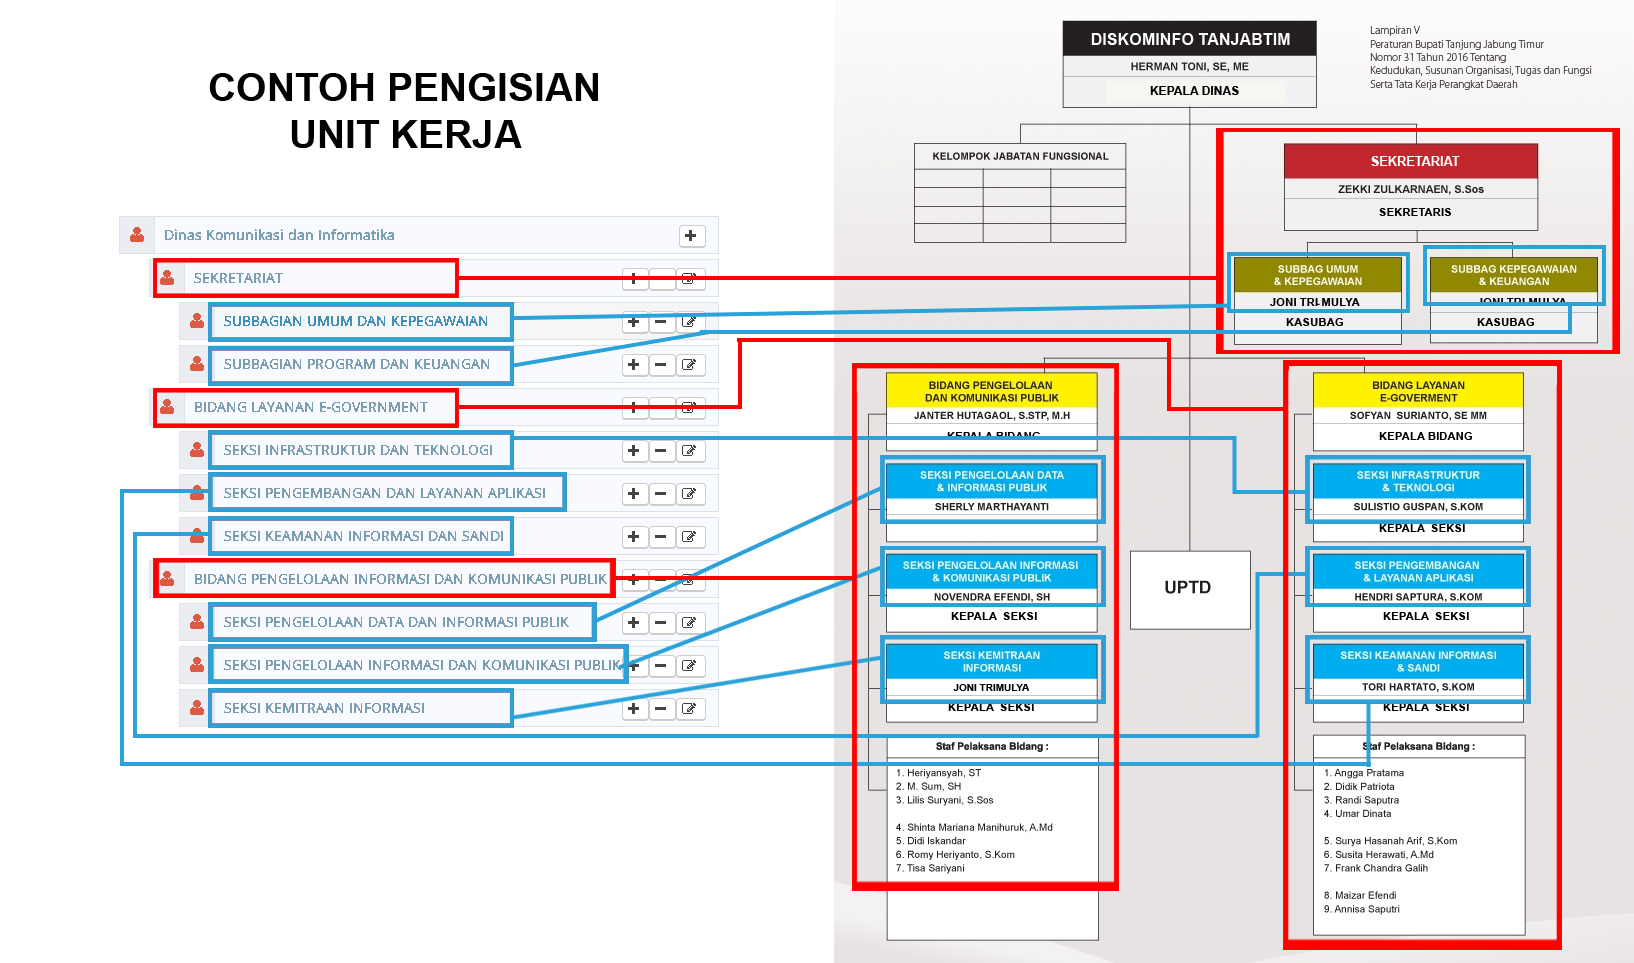 CONTOH PENGISIAN
UNIT KERJA
Dinas Komunikasi dan Informatika
SEKRETARIAT
SUBBAGIAN UMUM DAN KEPEGAWAIAN
SUBBAGIAN PROGRAM DAN KEUANGAN
BIDANG LAYANAN E-GOVERNMENT
SEKSI INFRASTRUKTUR DAN TEKNOLOGI
SEKSI PENGEMBANGAN DAN LAYANAN APLIKASI
SEKSI KEAMANAN INFORMASI DAN SANDI
BIDANG PENGELOLAAN INFORMASI DAN KOMUNIKASI PUBLIK
SEKSI PENGELOLAAN DATA DAN INFORMASI PUBLIK
SEKSI PENGELOLAAN INFORMASI DAN KOMUNIKASI PUBLIK
SEKSI KEMITRAAN INFORMASI
DISKOMINFO TANJABTIM
HERMAN TONI, SE, ME
KEPALA DINAS
Lampiran V
Peraturan Bupati Tanjung Jabung Timur
Nomor 31 Tahun 2016 Tentang
Kedudukan, Susunan Organisasi, Tugas dan Fungsi
Serta Tata Kerja Perangkat Daerah
KELOMPOK JABATAN FUNGSIONAL
SEKRETARIAT
ZEKKI ZULKARNAEN, S.Sos
SEKRETARIS
SUBBAG UMUM
& KEPEGAWAIAN
JONI TRI MULYA
KASUBAG
SUBBAG KEPEGAWAIAN
& KEUANGAN
JONI TRI MULYA
KASUBAG
BIDANG PENGELOLAAN
DAN KOMUNIKASI PUBLIK
JANTER HUTAGAOL, S.STP, M.H
KEPALA BIDANG
SEKSI PENGELOLAAN DATA
& INFORMASI PUBLIK
SHERLY MARTHAYANTI
SEKSI PENGELOLAAN INFORMASI
& KOMUNIKASI PUBLIK
NOVENDRA EFENDI, SH
KEPALA SEKSI
SEKSI KEMITRAAN
INFORMASI
JONI TRIMULYA
KEPALA SEKSI
Staf Pelaksana Bidang :
1. Heriyansyah, ST
2. M. Sum, SH
3. Lilis Suryani, S.Sos
4. Shinta Mariana Manihuruk, A.Md
5. Didi Iskandar
6. Romy Heriyanto, S.Kom
7. Tisa Sariyani
UPTD
BIDANG LAYANAN
E-GOVERMENT
SOFYAN SURIANTO, SE MM
KEPALA BIDANG
SEKSI INFRASTRUKTUR
& TEKNOLOGI
SULISTIO GUSPAN, S.KOM
KEPALA SEKSI
SEKSI PENGEMBANGAN
& LAYANAN APLIKASI
HENDRI SAPTURA, S.KOM
KEPALA SEKSI
SEKSI KEAMANAN INFORMASI
& SANDI
TORI HARTATO, S.KOM
KEPALA SEKSI
Staf Pelaksana Bidang :
1. Angga Pratama
2. Didik Patriota
3. Randi Saputra
4. Umar Dinata
5. Surya Hasanah Arif, S.Kom
6. Susita Herawati, A.Md
7. Frank Chandra Galih
8. Maizar Efendi
9. Annisa Saputri